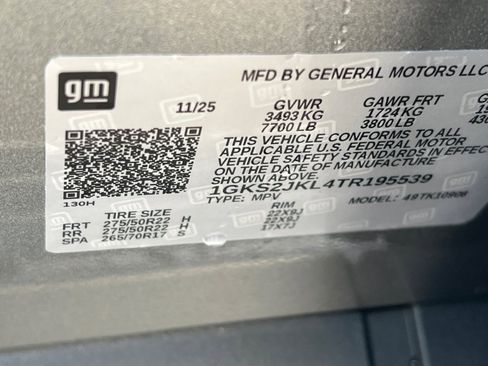 gm
MFD BY GENERAL MOTORS LLC
11/25 GVWR GAWR FRT
3493 KG 1724 KG
7700 LB 3800 LB
THIS VEHICLE CONFORMS TO ALL
APPLICABLE U.S. FEDERAL MOTOR
VEHICLE SAFETY STANDARDS IN EFFE
ON THE DATE OF MANUFACTURE
SHOWN ABOVE.
1GKS2JKL4TR195539
TYPE: MPV MODEL: 49TK10906
130H
TIRE SIZE RIM
FRT 275/50R22 H 22X9J
RR 275/50R22 H 22X9J
SPA 265/70R17 S 17X7J